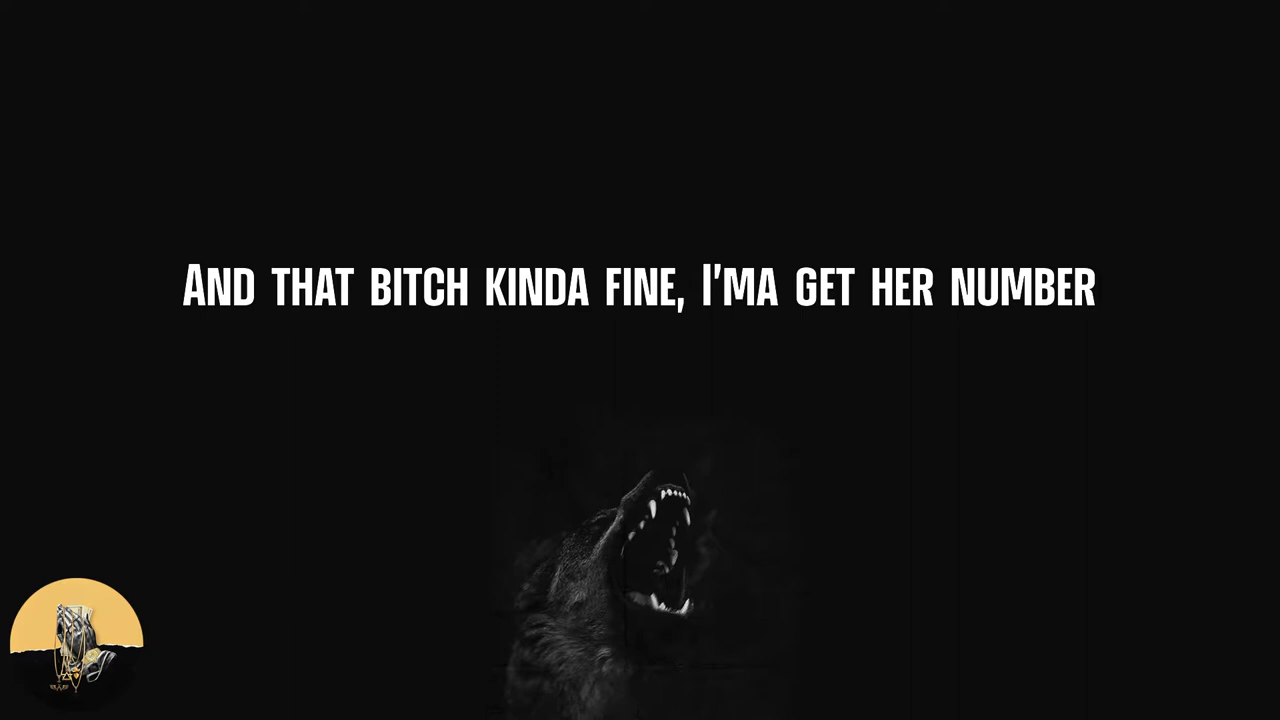 And that bitch kinda fine, I'ma get her number